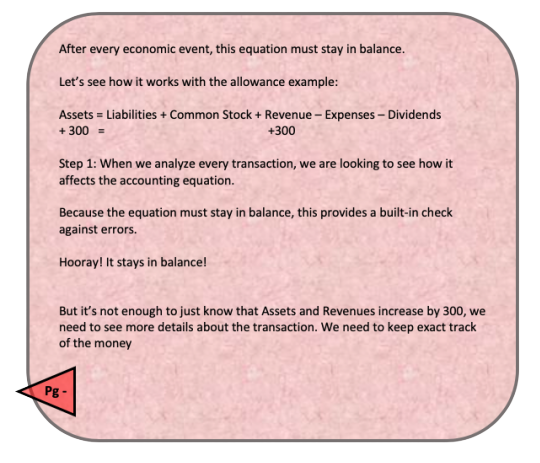 After every economic event, this equation must stay in balance.
Let's see how it works with the allowance example:
Assets = Liabilities + Common Stock + Revenue – Expenses – Dividends
+ 300 = +300
Step 1: When we analyze every transaction, we are looking to see how it
affects the accounting equation.
Because the equation must stay in balance, this provides a built-in check
against errors.
Hooray! It stays in balance!
But it's not enough to just know that Assets and Revenues increase by 300, we
need to see more details about the transaction. We need to keep exact track
of the money
Pg -